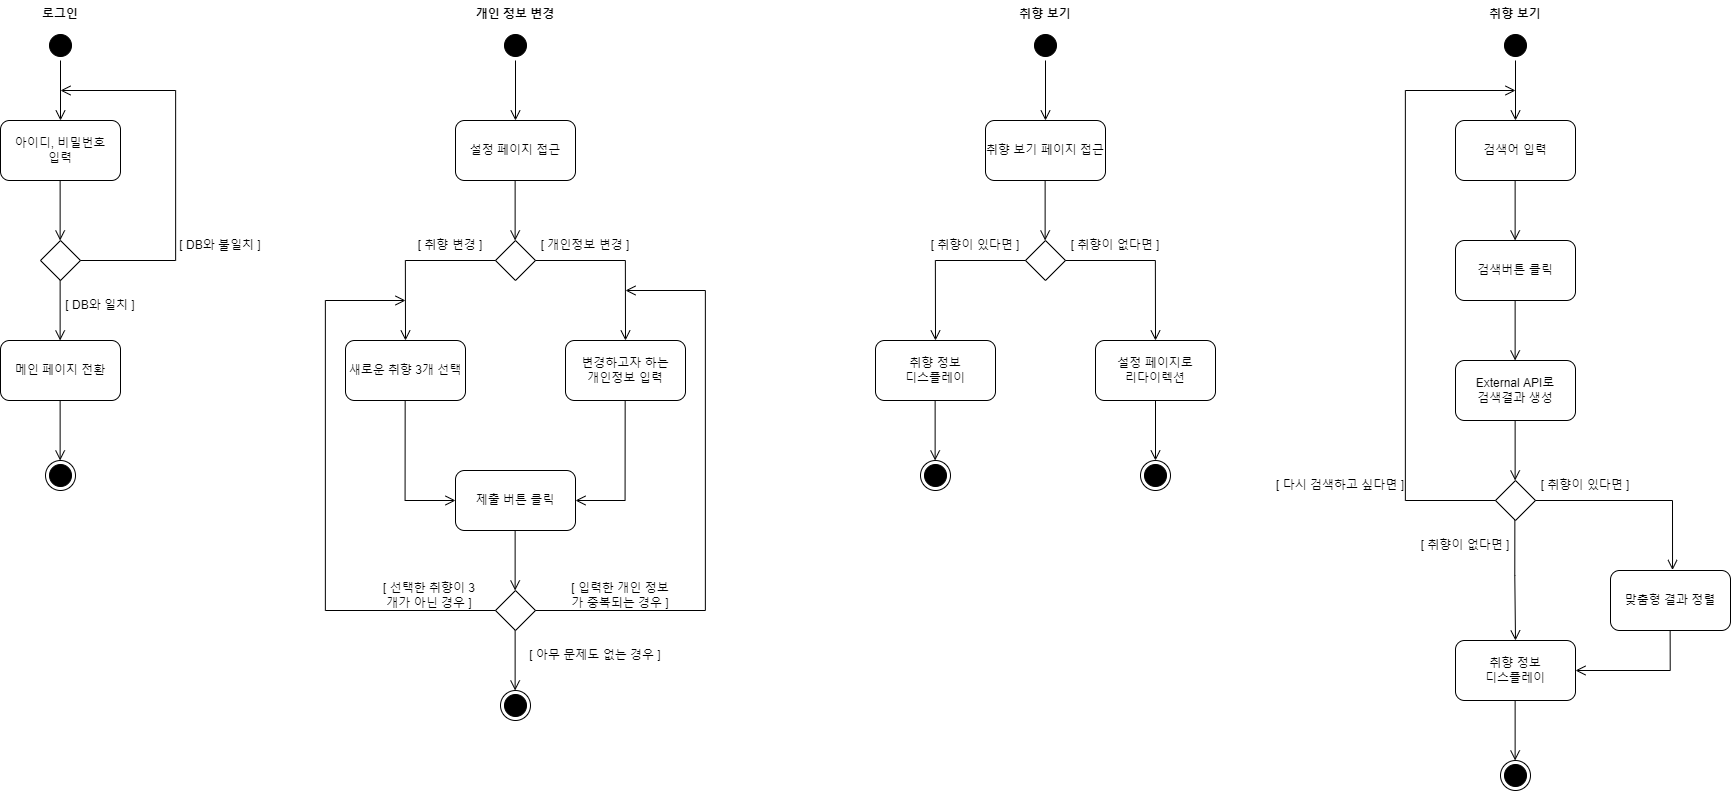 로그인
아이디, 비밀번호
입력
[ DB와 불일치 ]
[ DB와 일치 ]
메인 페이지 전환
개인 정보 변경
설정 페이지 접근
[ 취향 변경 ]
[ 개인정보 변경 ]
새로운 취향 3개 선택
변경하고자 하는
개인정보 입력
제출 버튼 클릭
[ 선택한 취향이 3
개가 아닌 경우 ]
[ 입력한 개인 정보
가 중복되는 경우 ]
[ 아무 문제도 없는 경우 ]
취향 보기
취향 보기 페이지 접근
[ 취향이 있다면 ]
[ 취향이 없다면 ]
취향 정보
디스플레이
설정 페이지로
리다이렉션
취향 보기
검색어 입력
검색버튼 클릭
External API로
검색결과 생성
[ 다시 검색하고 싶다면 ]
[ 취향이 있다면 ]
[ 취향이 없다면 ]
맞춤형 결과 정렬
취향 정보
디스플레이